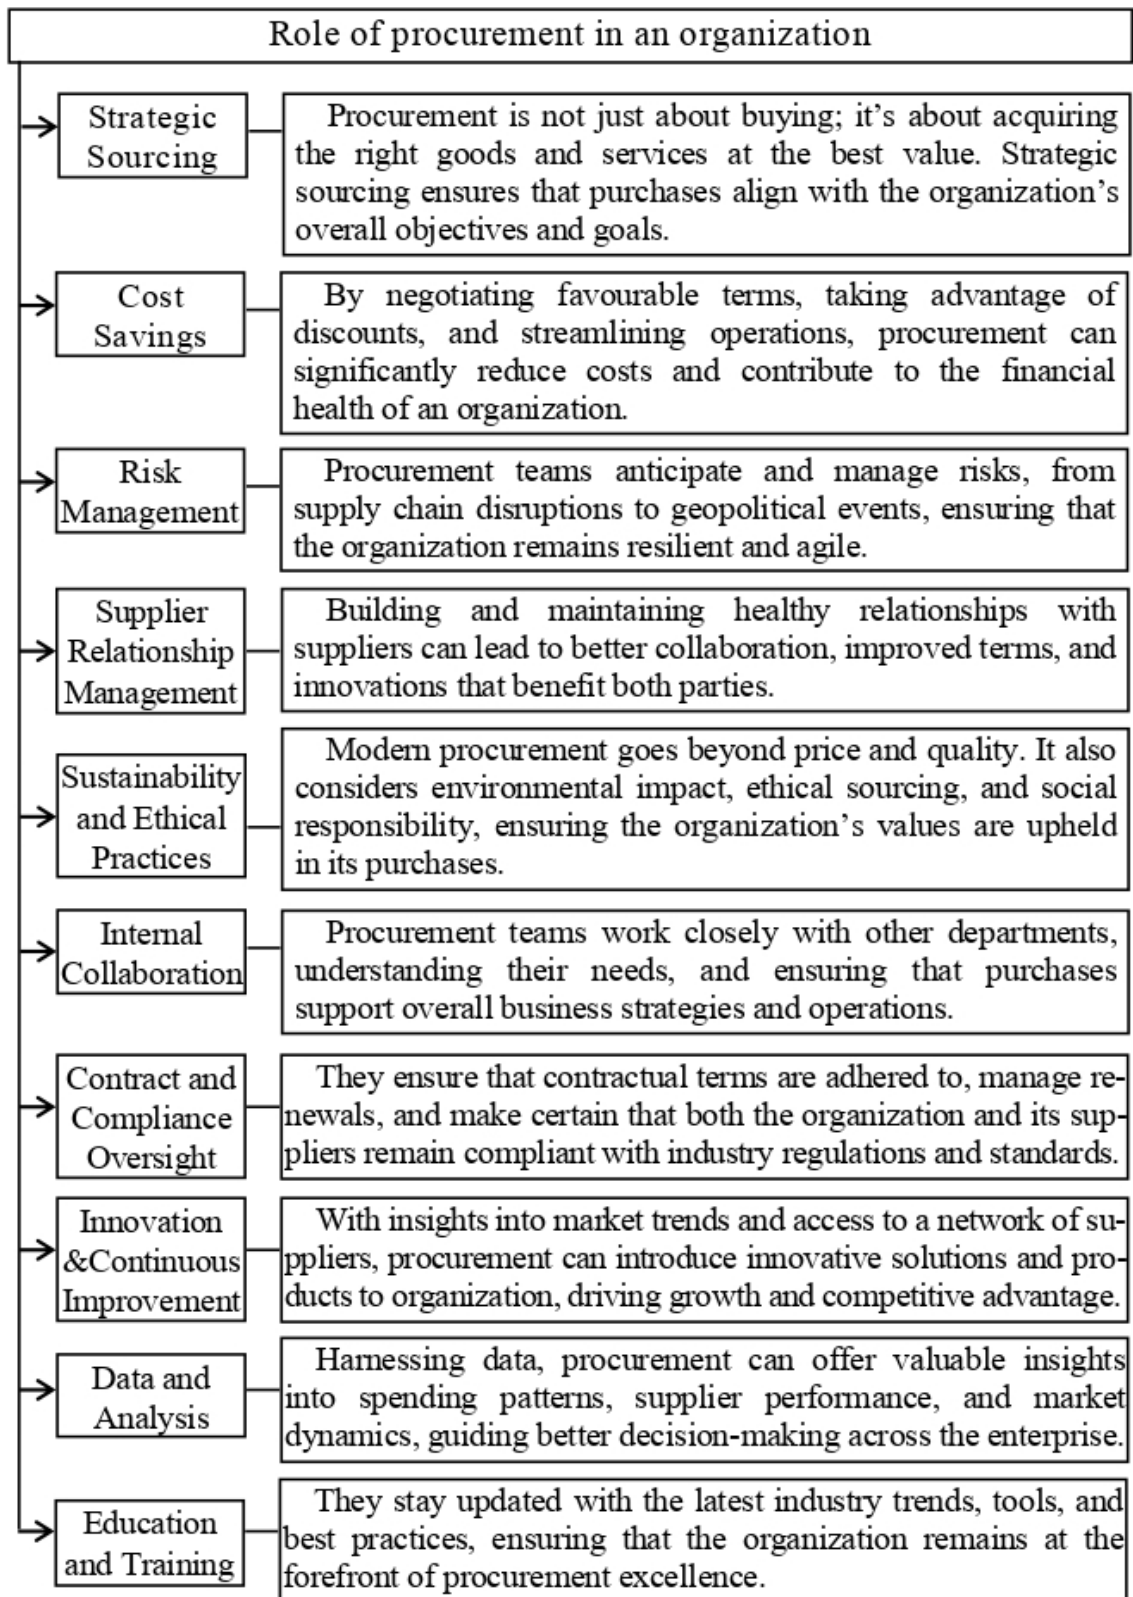 Role of procurement in an organization
Strategic
Sourcing
Procurement is not just about buying; it’s about acquiring
the right goods and services at the best value. Strategic
sourcing ensures that purchases align with the organization’s
overall objectives and goals.
Cost
Savings
By negotiating favourable terms, taking advantage of
discounts, and streamlining operations, procurement can
significantly reduce costs and contribute to the financial
health of an organization.
Risk
Management
Procurement teams anticipate and manage risks, from
supply chain disruptions to geopolitical events, ensuring that
the organization remains resilient and agile.
Supplier
Relationship
Management
Building and maintaining healthy relationships with
suppliers can lead to better collaboration, improved terms, and
innovations that benefit both parties.
Sustainability
and Ethical
Practices
Modern procurement goes beyond price and quality. It also
considers environmental impact, ethical sourcing, and social
responsibility, ensuring the organization’s values are upheld
in its purchases.
Internal
Collaboration
Procurement teams work closely with other departments,
understanding their needs, and ensuring that purchases
support overall business strategies and operations.
Contract and
Compliance
Oversight
They ensure that contractual terms are adhered to, manage re-
newals, and make certain that both the organization and its sup-
pliers remain compliant with industry regulations and standards.
Innovation
&Continuous
Improvement
With insights into market trends and access to a network of su-
ppliers, procurement can introduce innovative solutions and pro-
ducts to organization, driving growth and competitive advantage.
Data and
Analysis
Harnessing data, procurement can offer valuable insights
into spending patterns, supplier performance, and market
dynamics, guiding better decision-making across the enterprise.
Education
and Training
They stay updated with the latest industry trends, tools, and
best practices, ensuring that the organization remains at the
forefront of procurement excellence.